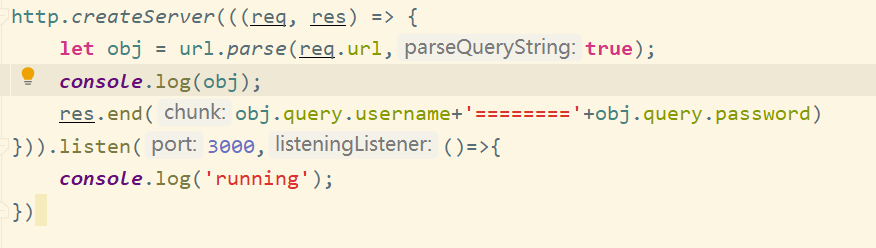 http.createServer(((req, res) => {
let obj = url.parse(req.url, parseQueryString: true);
console.log(obj);
res.end( chunk: obj.query.username+'========'+obj.query.password)
})).listen( port: 3000, listeningListener: ()=>{
console.log('running');
})